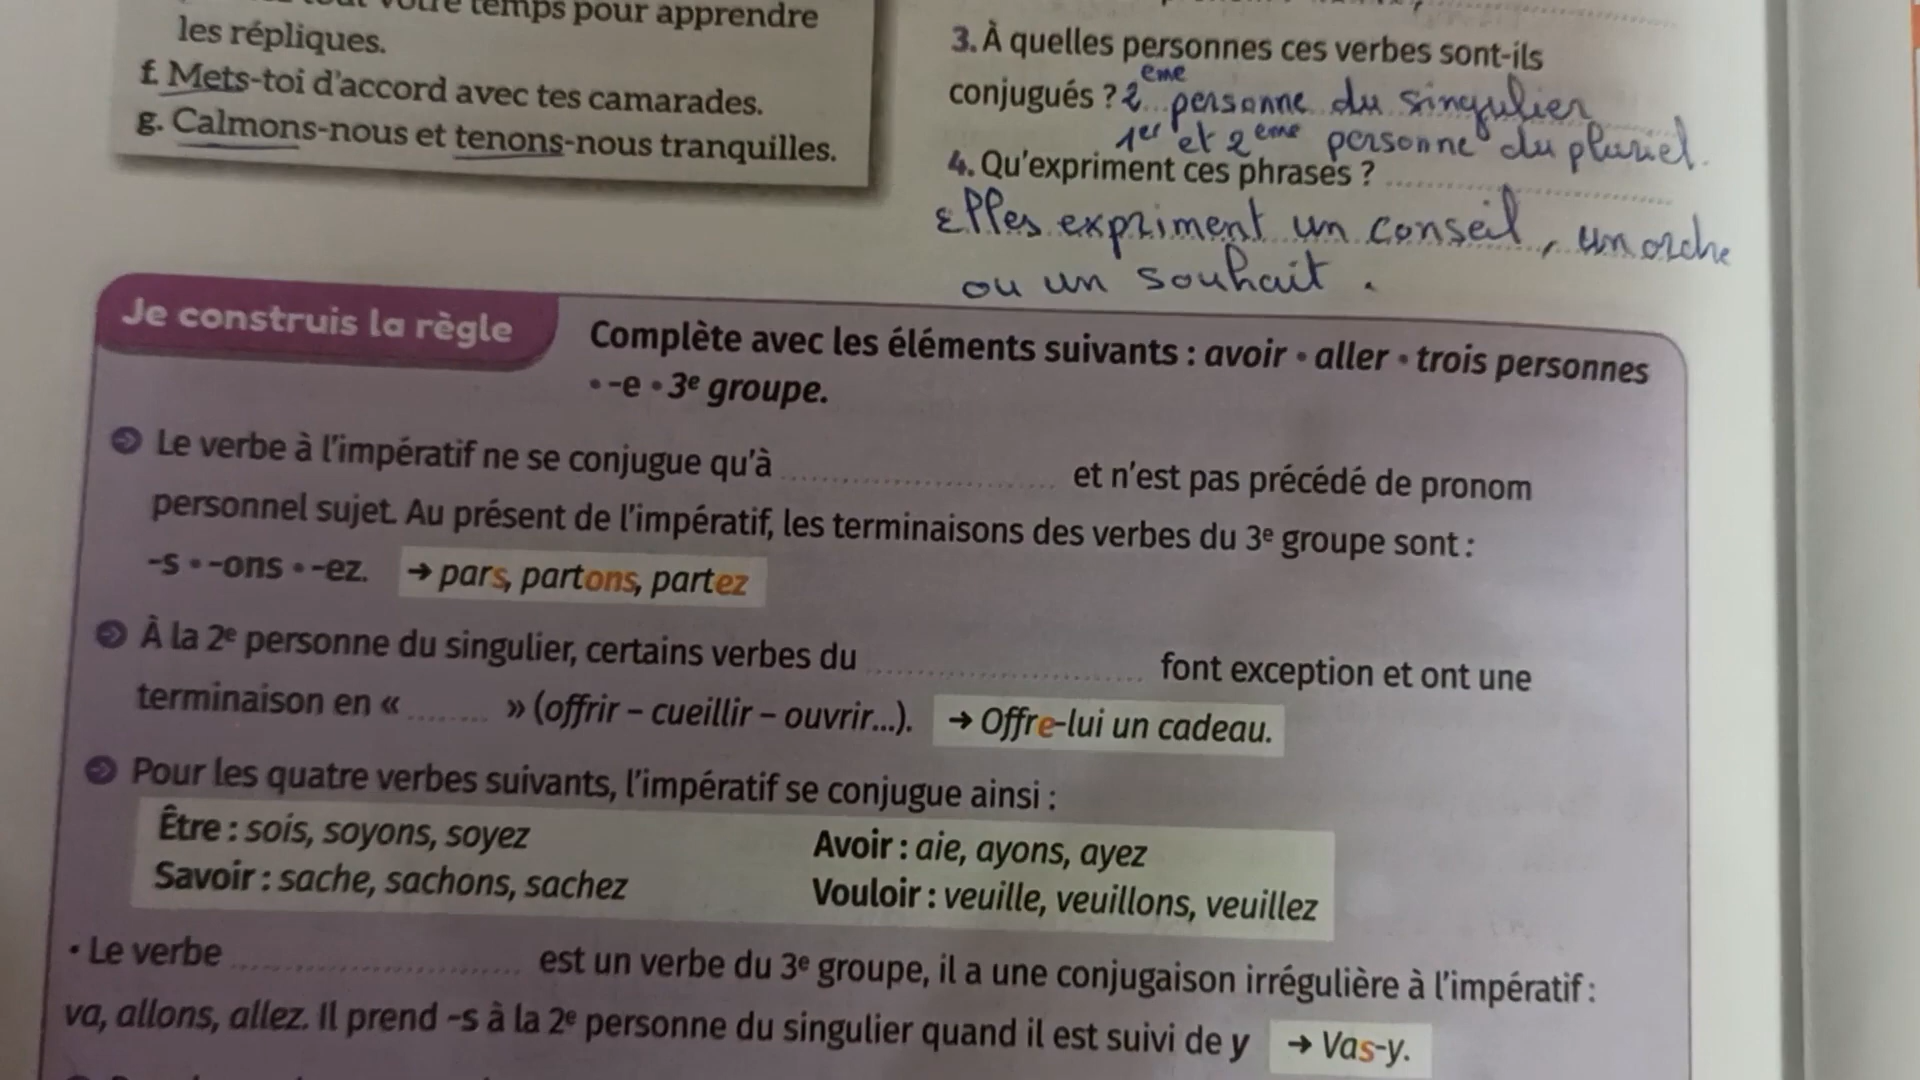 votre temps pour apprendre
les répliques.
f. Mets-toi d'accord avec tes camarades.
g. Calmons-nous et tenons-nous tranquilles.
3. À quelles personnes ces verbes sont-ils
conjugués ? 2eme personne du singulier
1er et 2eme personne du pluriel.
4. Qu'expriment ces phrases ?
Elles expriment un conseil, un ordre
ou un souhait.
Je construis la règle
Complète avec les éléments suivants : avoir • aller • trois personnes
• -e • 3e groupe.
Le verbe à l'impératif ne se conjugue qu'à .......... et n'est pas précédé de pronom
personnel sujet. Au présent de l'impératif, les terminaisons des verbes du 3e groupe sont :
-s • -ons • -ez. → pars, partons, partez
À la 2e personne du singulier, certains verbes du .......... font exception et ont une
terminaison en « ........ » (offrir – cueillir – ouvrir...). → Offre-lui un cadeau.
Pour les quatre verbes suivants, l'impératif se conjugue ainsi :
Être : sois, soyons, soyez
Avoir : aie, ayons, ayez
Savoir : sache, sachons, sachez
Vouloir : veuille, veuillons, veuillez
• Le verbe .......... est un verbe du 3e groupe, il a une conjugaison irrégulière à l'impératif :
va, allons, allez. Il prend -s à la 2e personne du singulier quand il est suivi de y → Vas-y.